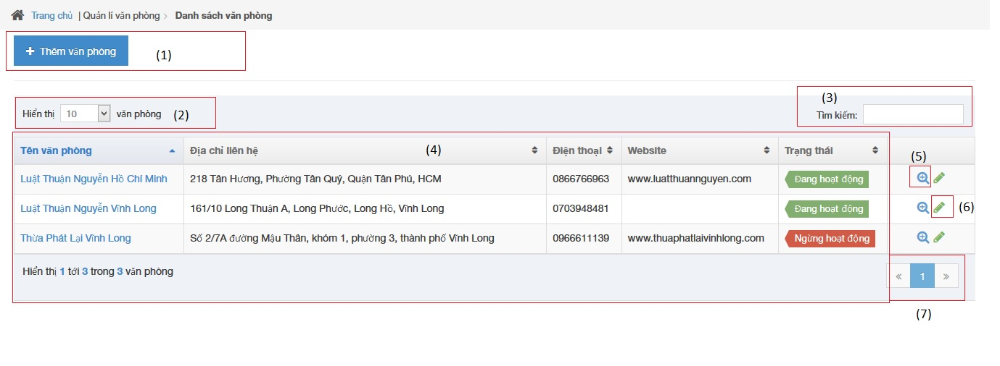 Trang chủ | Quản lí văn phòng > Danh sách văn phòng
+ Thêm văn phòng (1)
(3)
Hiển thị 10 văn phòng (2) Tìm kiếm:
Tên văn phòng Địa chỉ liên hệ (4) Điện thoại Website Trạng thái (5)
Luật Thuận Nguyễn Hồ Chí Minh 218 Tân Hương, Phường Tân Quý, Quận Tân Phú, HCM 0866766963 www.luatthuannguyen.com Đang hoạt động
Luật Thuận Nguyễn Vĩnh Long 161/10 Long Thuận A, Long Phước, Long Hồ, Vĩnh Long 0703948481 Đang hoạt động (6)
Thừa Phát Lại Vĩnh Long Số 2/7A đường Mậu Thân, khóm 1, phường 3, thành phố Vĩnh Long 0966611139 www.thuaphatlaivinhlong.com Ngừng hoạt động
Hiển thị 1 tới 3 trong 3 văn phòng « 1 »
(7)